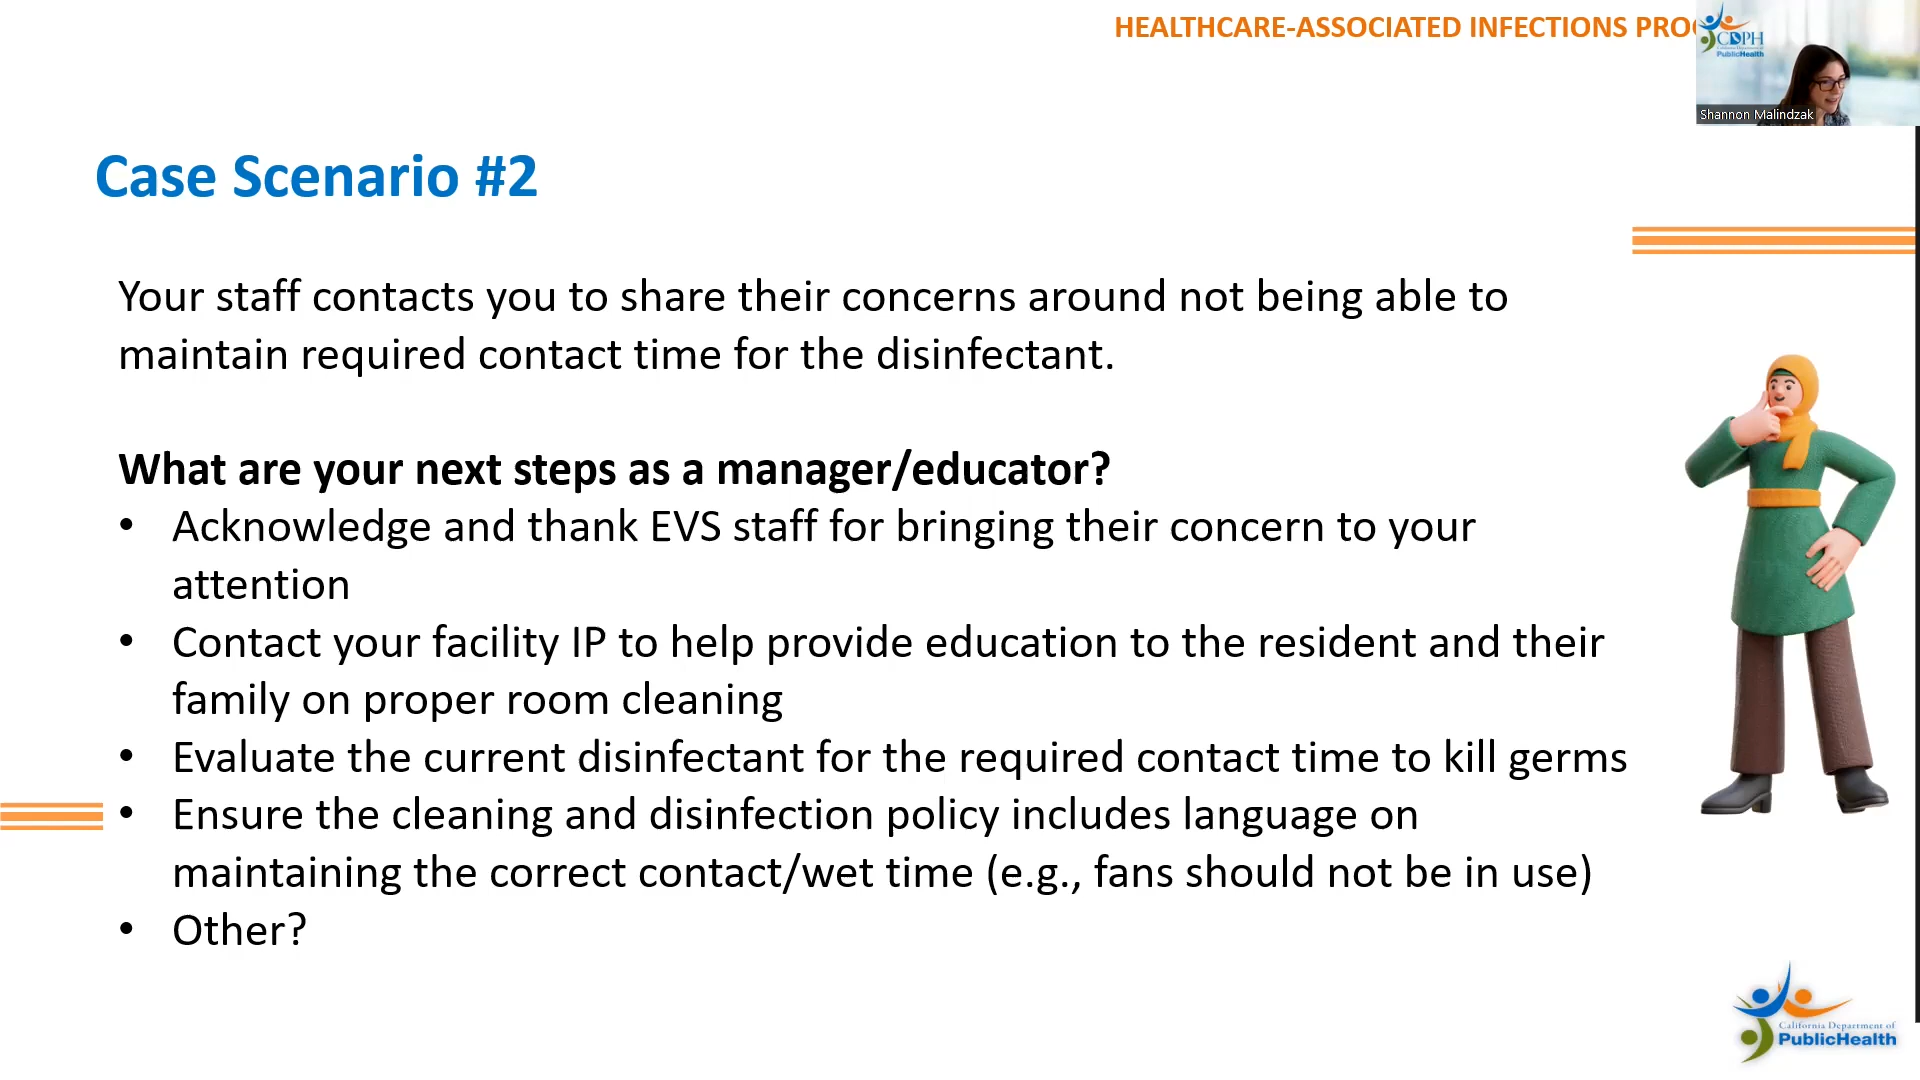 HEALTHCARE-ASSOCIATED INFECTIONS
CDPH
PublicHealth
Shannon Malindzak
Case Scenario #2
Your staff contacts you to share their concerns around not being able to
maintain required contact time for the disinfectant.
What are your next steps as a manager/educator?
• Acknowledge and thank EVS staff for bringing their concern to your
attention
• Contact your facility IP to help provide education to the resident and their
family on proper room cleaning
• Evaluate the current disinfectant for the required contact time to kill germs
• Ensure the cleaning and disinfection policy includes language on
maintaining the correct contact/wet time (e.g., fans should not be in use)
• Other?
California Department of
PublicHealth